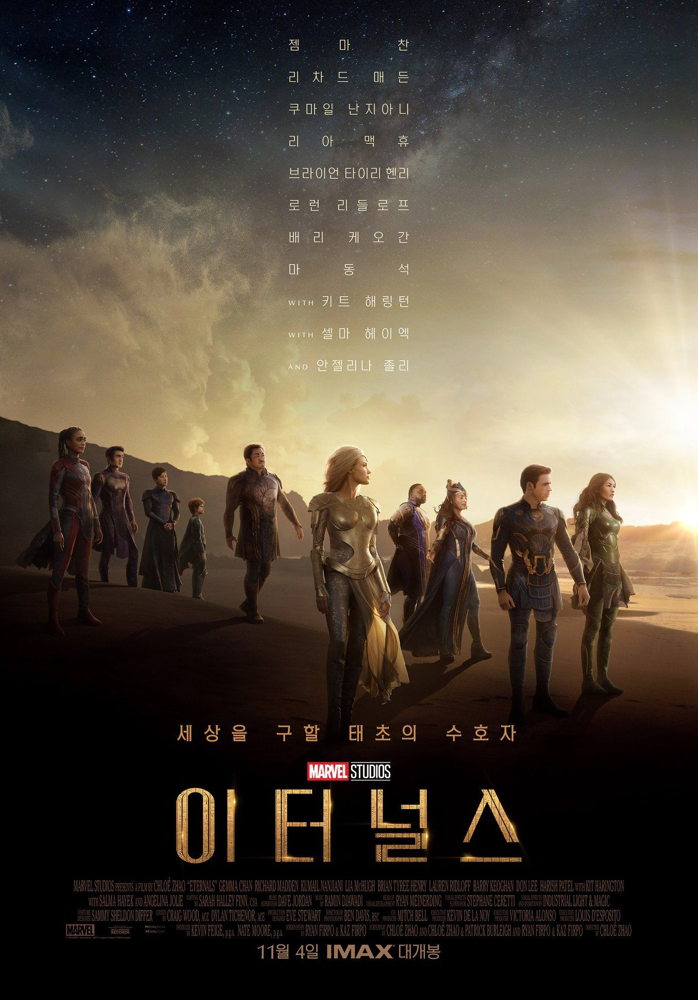 젬마 찬
리차드 매든
쿠마일 난지아니
리아 맥휴
브라이언 타이리 헨리
로런 리들로프
배리 케오간
마동석
WITH 키트 해링턴
WITH 셀마 헤이엑
AND 안젤리나 졸리
세상을 구할 태초의 수호자
MARVEL STUDIOS
이터널스
MARVEL STUDIOS PRESENTS A FILM BY CHLOÉ ZHAO “ETERNALS” GEMMA CHAN RICHARD MADDEN KUMAIL NANJIANI LIA McHUGH BRIAN TYREE HENRY LAUREN RIDLOFF BARRY KEOGHAN DON LEE HARISH PATEL WITH KIT HARINGTON
WITH SALMA HAYEK AND ANGELINA JOLIE CASTING BY SARAH HALLEY FINN, CSA MUSIC SUPERVISOR DAVE JORDAN MUSIC BY RAMIN DJAWADI HEAD OF VISUAL DEVELOPMENT RYAN MEINERDING VISUAL EFFECTS SUPERVISOR STEPHANE CERETTI VISUAL EFFECTS AND ANIMATION BY INDUSTRIAL LIGHT & MAGIC
COSTUME DESIGNER SAMMY SHELDON DIFFER EDITED BY CRAIG WOOD, ACE DYLAN TICHENOR, ACE PRODUCTION DESIGNER EVE STEWART DIRECTOR OF PHOTOGRAPHY BEN DAVIS, BSC CO-PRODUCER MITCH BELL EXECUTIVE PRODUCER KEVIN DE LA NOY EXECUTIVE PRODUCER VICTORIA ALONSO EXECUTIVE PRODUCER LOUIS D'ESPOSITO
MARVEL HOLLYWOOD RECORDS Dolby Dolby PRODUCED BY KEVIN FEIGE, p.g.a. NATE MOORE, p.g.a. SCREEN STORY BY RYAN FIRPO & KAZ FIRPO SCREENPLAY BY CHLOÉ ZHAO AND CHLOÉ ZHAO & PATRICK BURLEIGH AND RYAN FIRPO & KAZ FIRPO DIRECTED BY CHLOÉ ZHAO
11월 4일 IMAX 대개봉